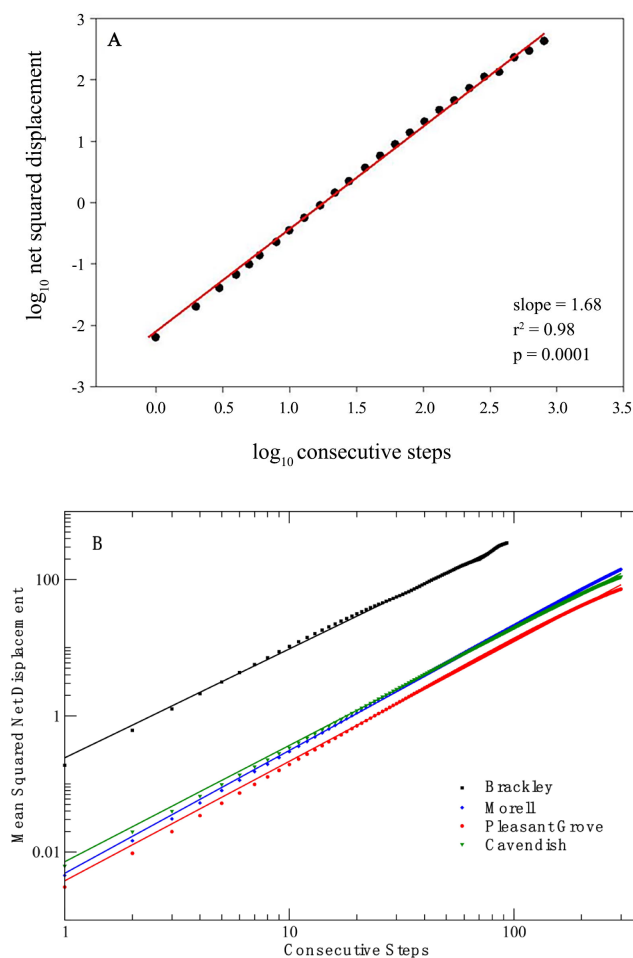 A
3
2
1
0
-1
-2
-3
log10 net squared displacement
slope = 1.68
r2 = 0.98
p = 0.0001
0.0 0.5 1.0 1.5 2.0 2.5 3.0 3.5
log10 consecutive steps
B
100
1
0.01
Mean Squared Net Displacement
Brackley
Morell
Pleasant Grove
Cavendish
1 10 100
Consecutive Steps